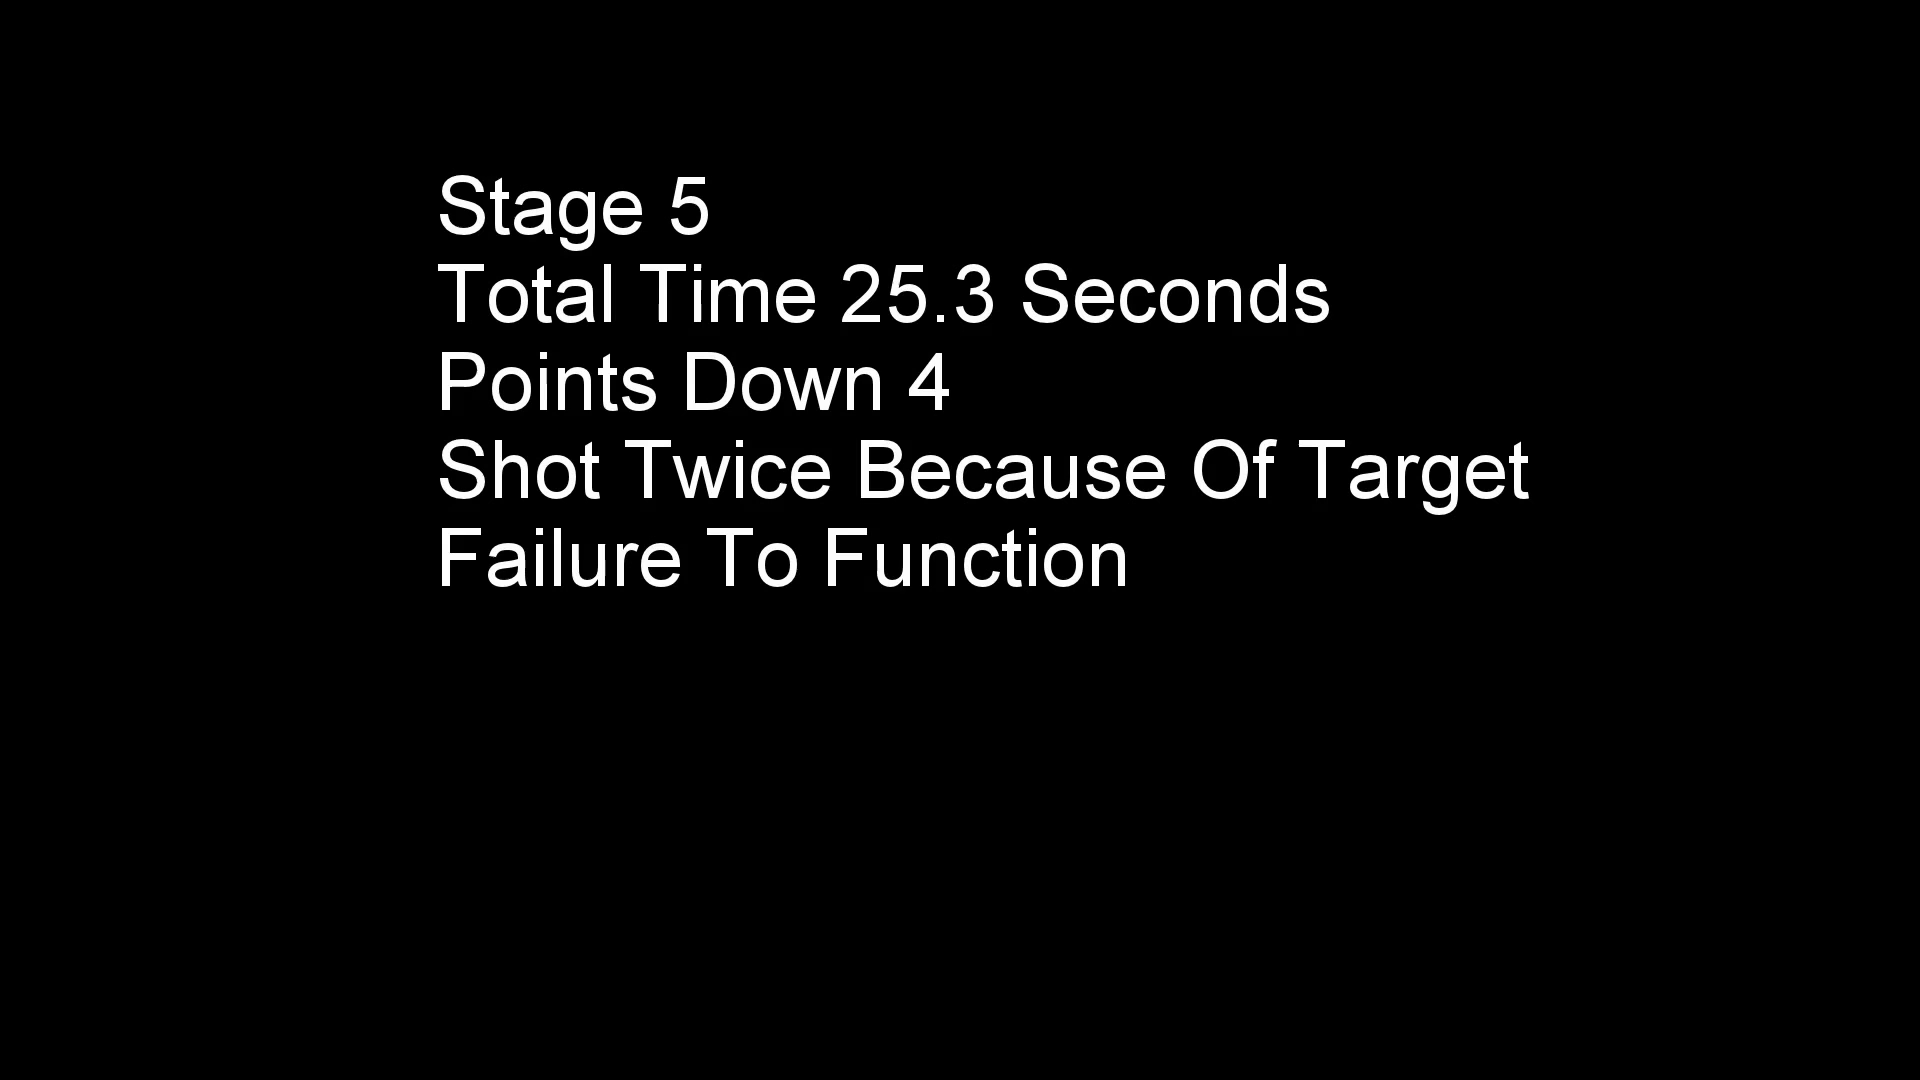 Stage 5
Total Time 25.3 Seconds
Points Down 4
Shot Twice Because Of Target
Failure To Function